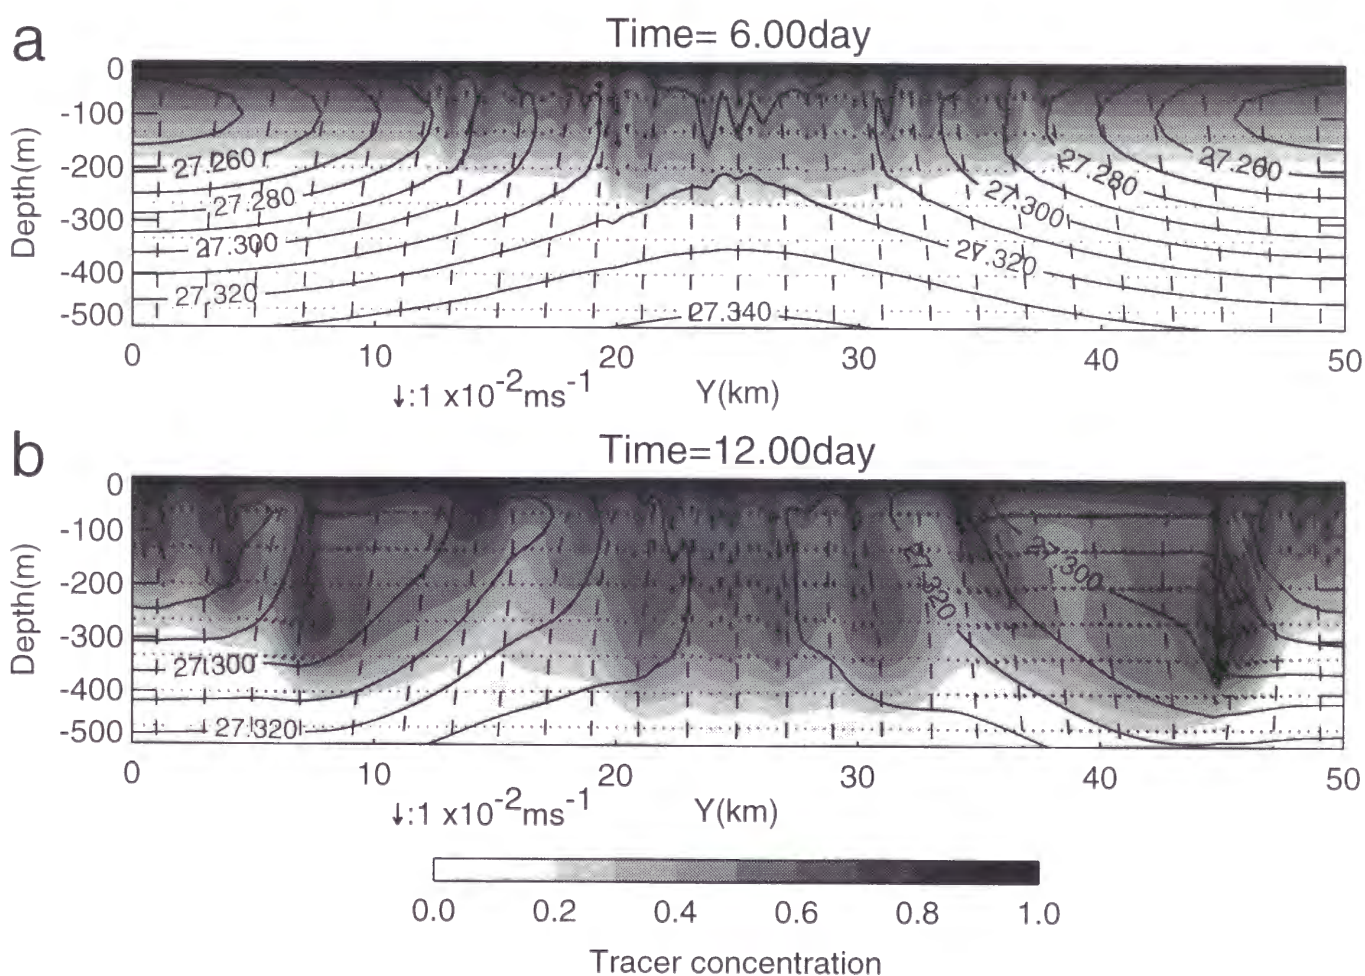 a
Time= 6.00day
0
-100
-200
-300
-400
-500
Depth(m)
27.260
27.280
27.300
27.320
27.340
27.260
27.280
27.300
27.320
0 10 20 30 40 50
↓:1 x10-2ms-1 Y(km)
b
Time=12.00day
0
-100
-200
-300
-400
-500
Depth(m)
27.300
27.320
27.320
27.300
0 10 20 30 40 50
↓:1 x10-2ms-1 Y(km)
0.0 0.2 0.4 0.6 0.8 1.0
Tracer concentration